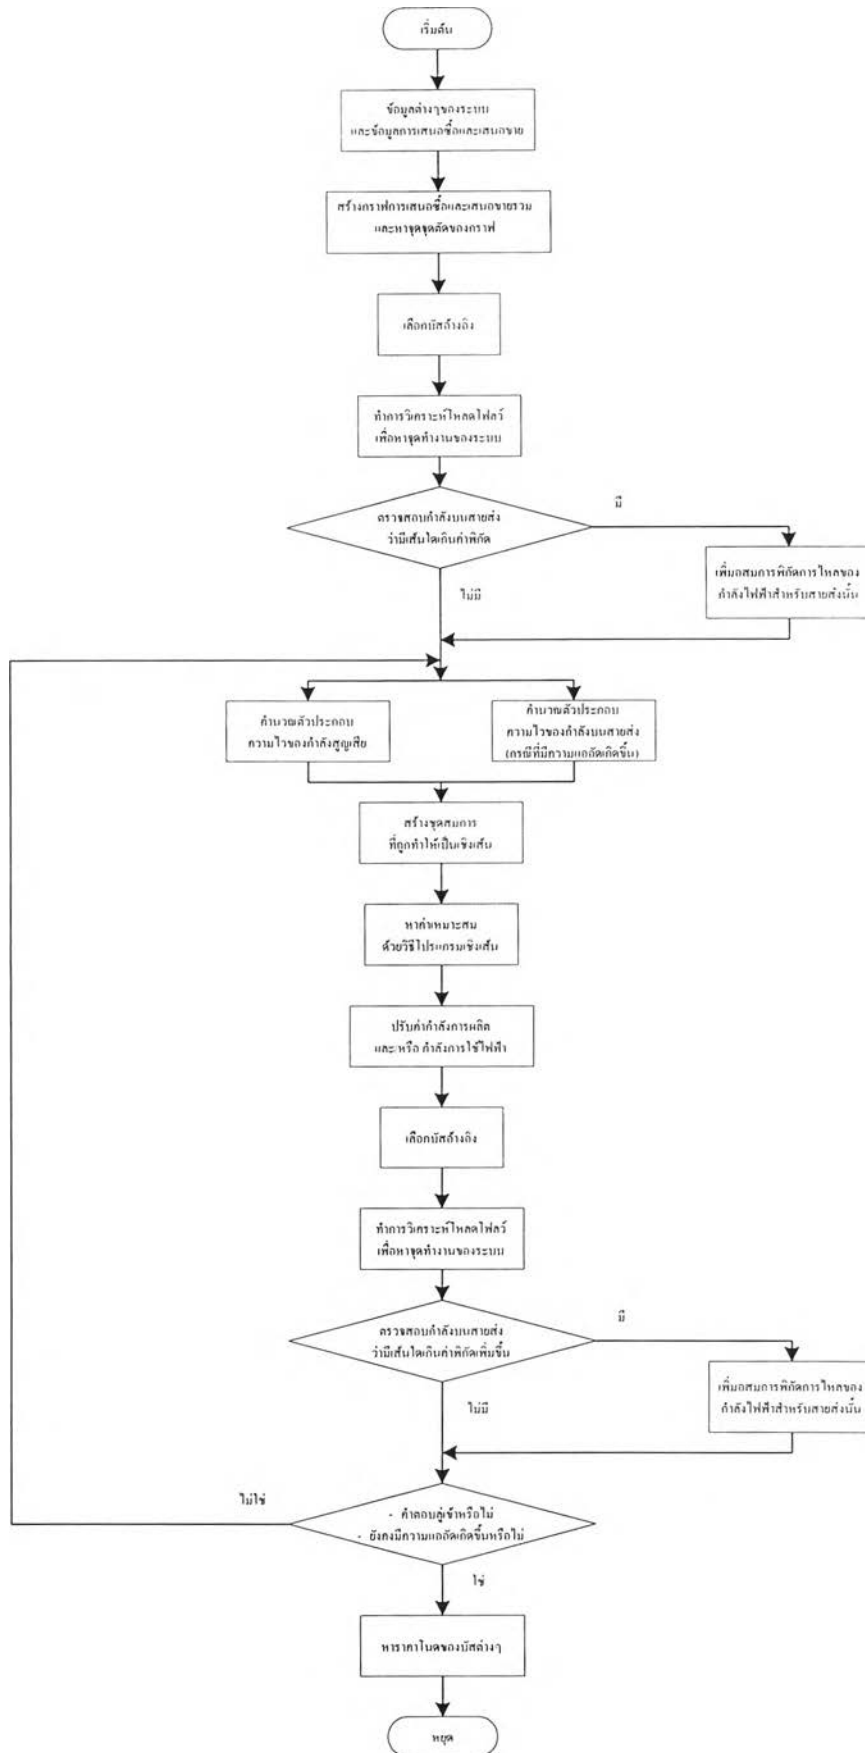 เริ่มต้น
ข้อมูลต่างๆของระบบ
และข้อมูลการเสนอซื้อและเสนอขาย
สร้างกราฟการเสนอซื้อและเสนอขายรวม
และหาจุดจุดตัดของกราฟ
เลือกบัสอ้างอิง
ทำการวิเคราะห์โหลดโฟลว์
เพื่อหาจุดทำงานของระบบ
ตรวจสอบกำลังบนสายส่ง
ว่ามีเส้นใดเกินค่าพิกัด
มี
เพิ่มอสมการพิกัดการไหลของ
กำลังไฟฟ้าสำหรับสายส่งนั้น
ไม่มี
คำนวณตัวประกอบ
ความไวของกำลังสูญเสีย
คำนวณตัวประกอบ
ความไวของกำลังบนสายส่ง
(กรณีที่มีความแออัดเกิดขึ้น)
สร้างชุดสมการ
ที่ถูกทำให้เป็นเชิงเส้น
หาค่าเหมาะสม
ด้วยวิธีโปรแกรมเชิงเส้น
ปรับค่ากำลังการผลิต
และ/หรือ กำลังการใช้ไฟฟ้า
เลือกบัสอ้างอิง
ทำการวิเคราะห์โหลดโฟลว์
เพื่อหาจุดทำงานของระบบ
ตรวจสอบกำลังบนสายส่ง
ว่ามีเส้นใดเกินค่าพิกัดเพิ่มขึ้น
มี
เพิ่มอสมการพิกัดการไหลของ
กำลังไฟฟ้าสำหรับสายส่งนั้น
ไม่มี
ไม่ใช่
- คำตอบลู่เข้าหรือไม่
- ยังคงมีความแออัดเกิดขึ้นหรือไม่
ใช่
หาราคาโนดของบัสต่างๆ
หยุด